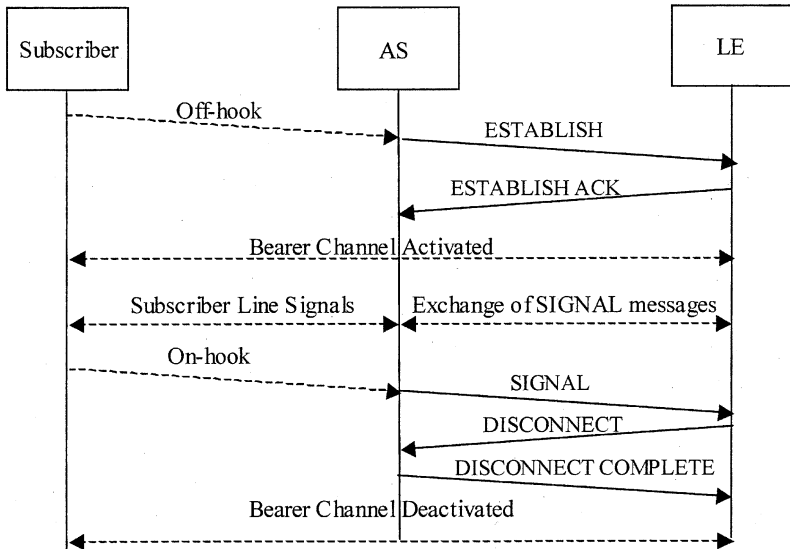 Subscriber
AS
LE
Off-hook
ESTABLISH
ESTABLISH ACK
Bearer Channel Activated
Subscriber Line Signals
Exchange of SIGNAL messages
On-hook
SIGNAL
DISCONNECT
DISCONNECT COMPLETE
Bearer Channel Deactivated